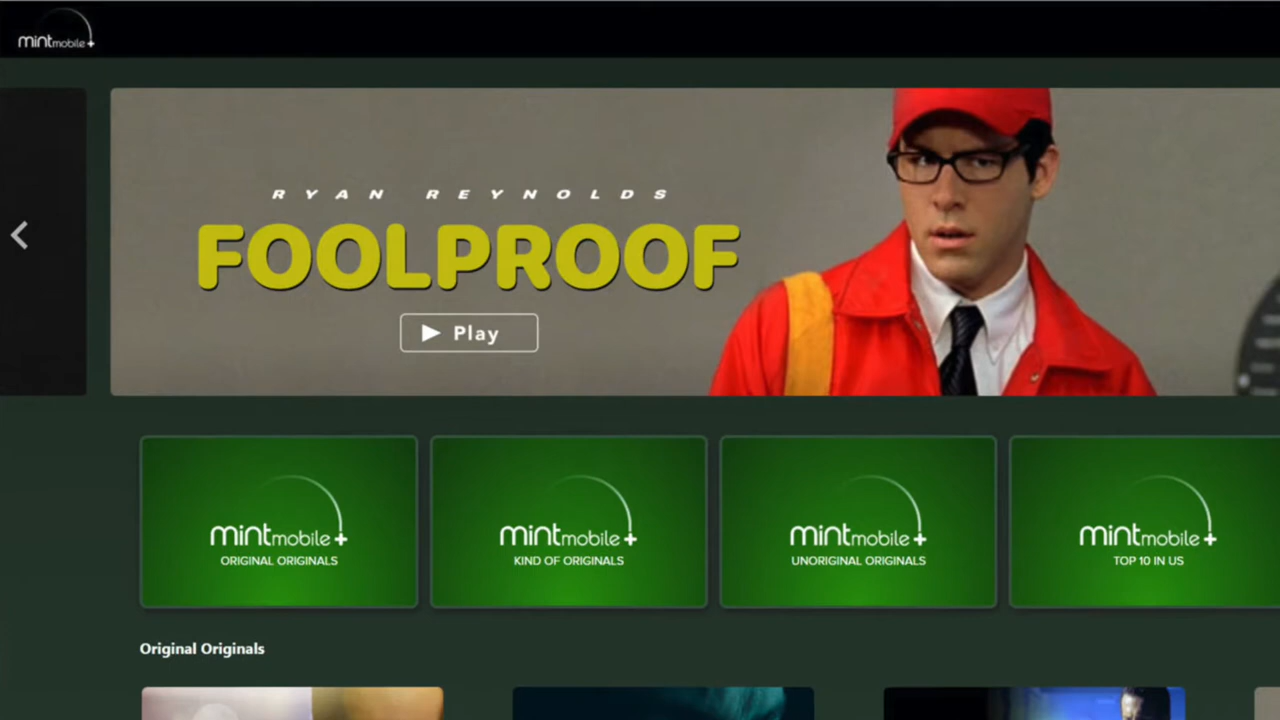 mintmobile+
RYAN REYNOLDS
FOOLPROOF
Play
mintmobile+
ORIGINAL ORIGINALS
mintmobile+
KIND OF ORIGINALS
mintmobile+
UNORIGINAL ORIGINALS
mintmobile+
TOP 10 IN US
Original Originals